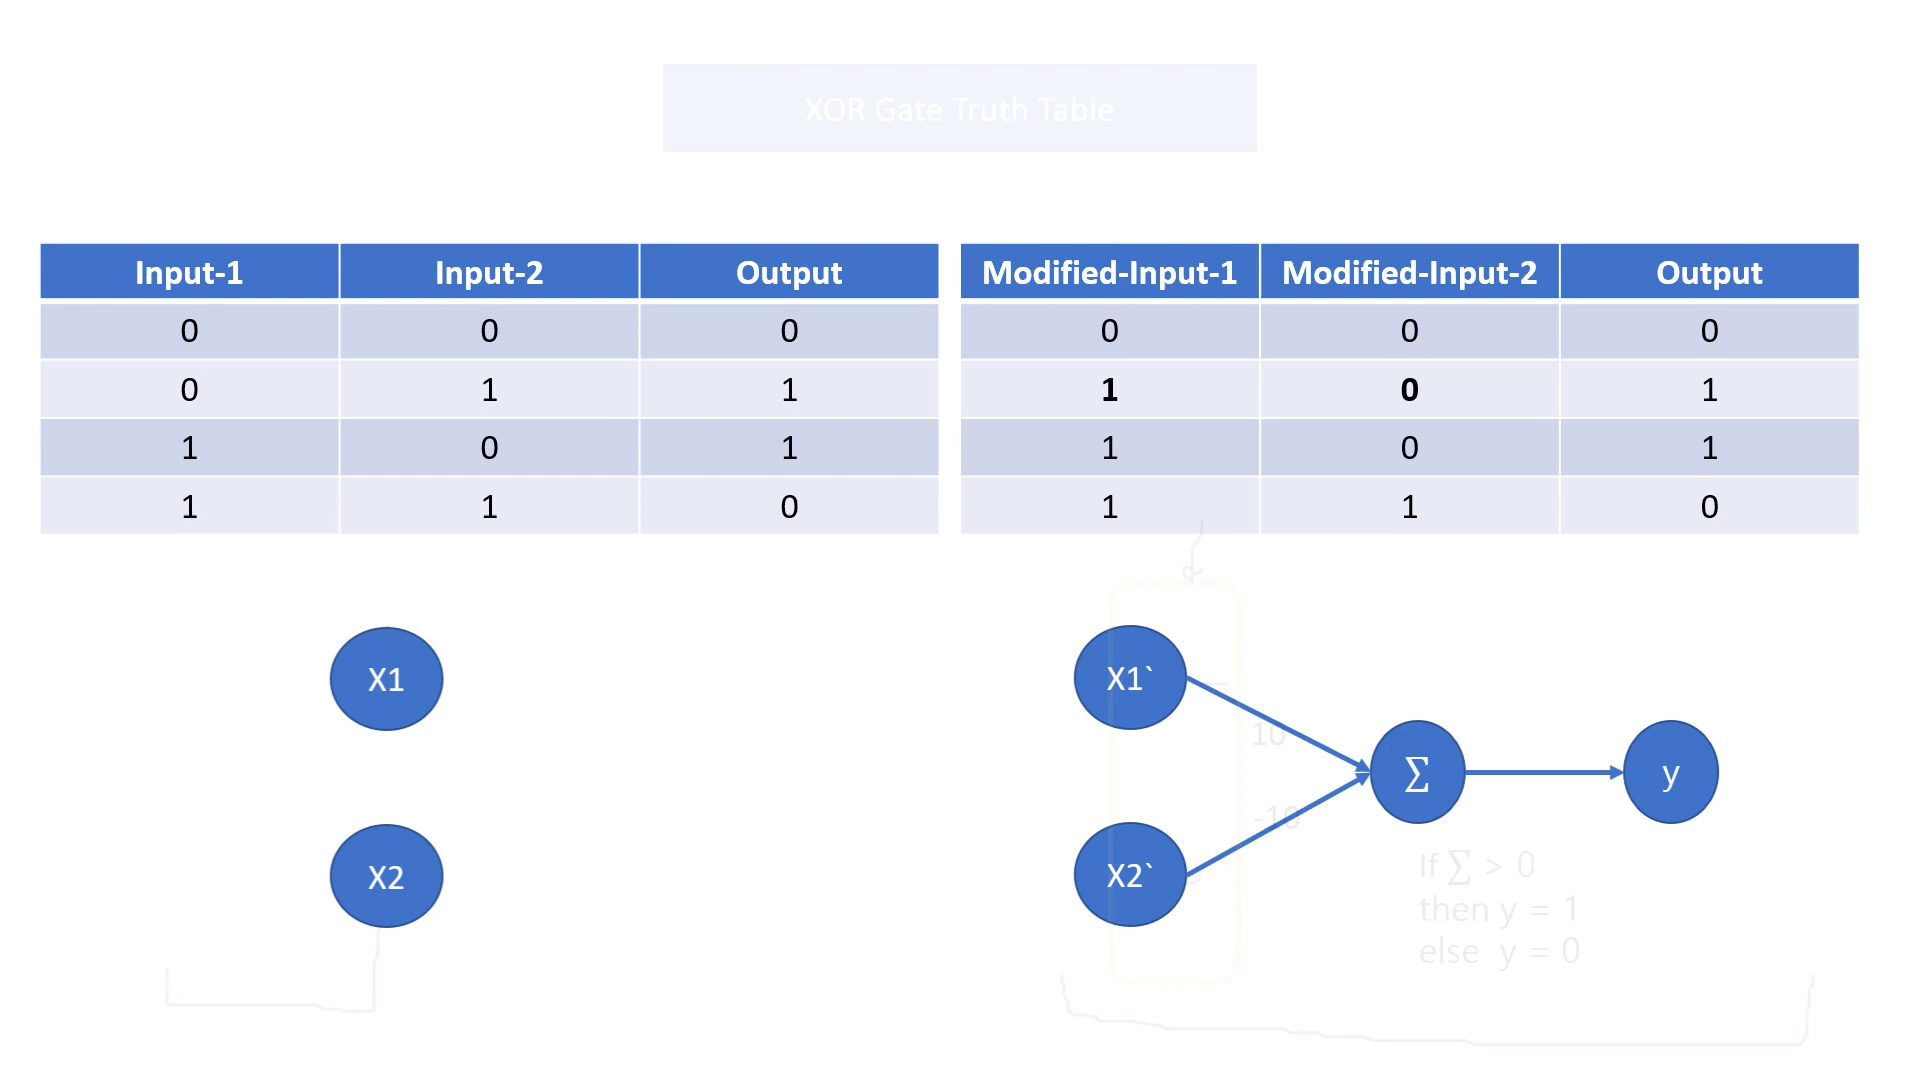 XOR Gate Truth Table
Input-1 Input-2 Output
0 0 0
0 1 1
1 0 1
1 1 0
Modified-Input-1 Modified-Input-2 Output
0 0 0
1 0 1
1 0 1
1 1 0
X1
X2
X1`
X2`
10
-10
∑
y
If ∑ > 0
then y = 1
else y = 0